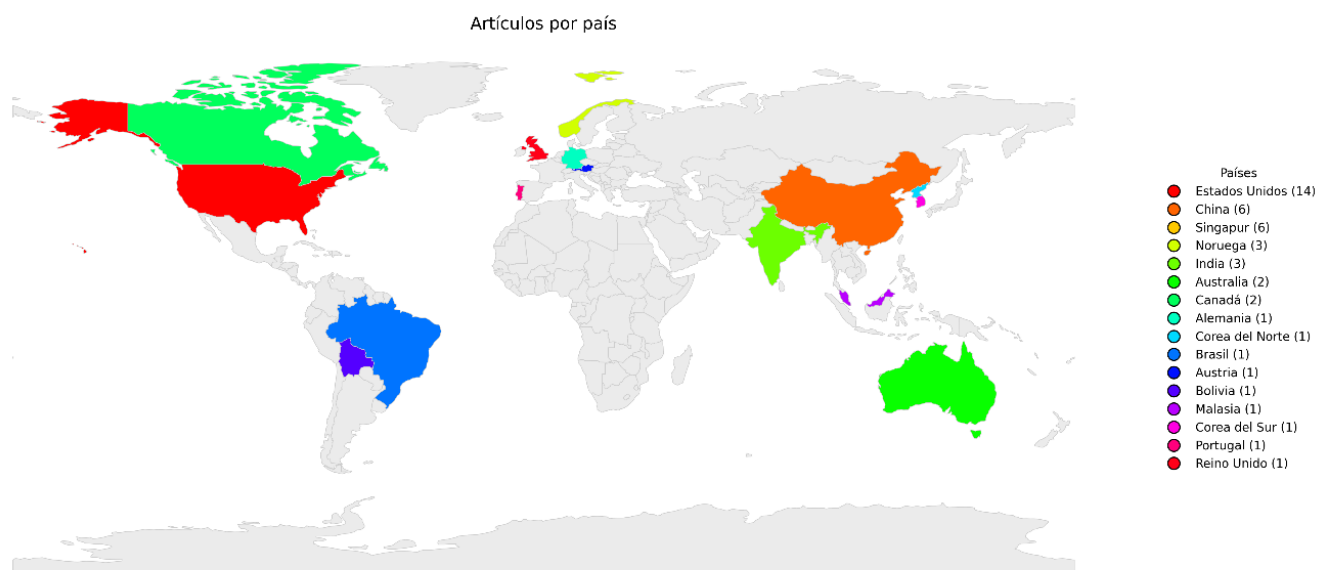 Artículos por país
Países
Estados Unidos (14)
China (6)
Singapur (6)
Noruega (3)
India (3)
Australia (2)
Canadá (2)
Alemania (1)
Corea del Norte (1)
Brasil (1)
Austria (1)
Bolivia (1)
Malasia (1)
Corea del Sur (1)
Portugal (1)
Reino Unido (1)